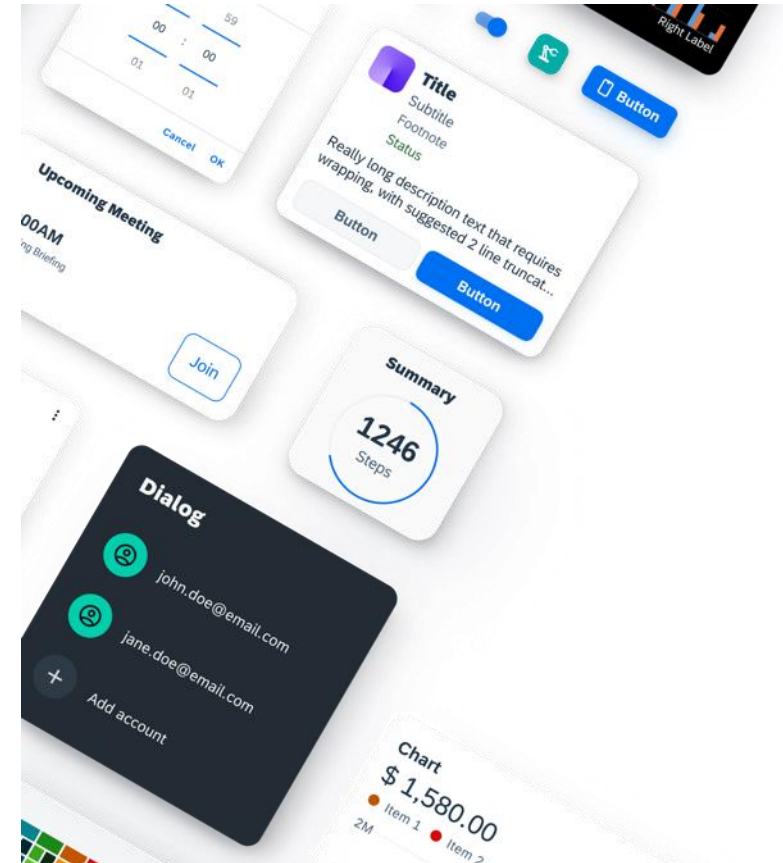 59
00 : 00
01 01
Cancel OK
Right Label
Button
Title
Subtitle
Footnote
Status
Really long description text that requires
wrapping, with suggested 2 line truncat...
Button
Button
Upcoming Meeting
:00AM
ng Briefing
Join
Summary
1246
Steps
Dialog
john.doe@email.com
jane.doe@email.com
Add account
Chart
$ 1,580.00
Item 1 Item 2
2M